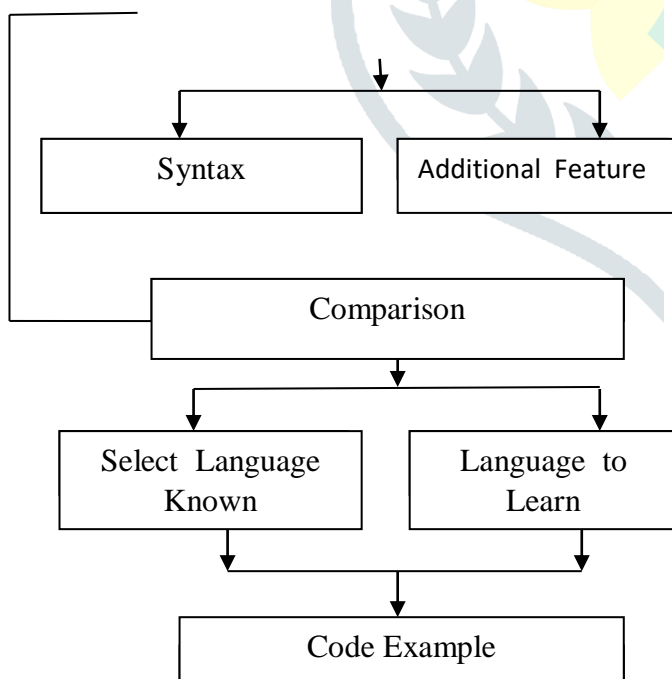 Syntax
Additional Feature
Comparison
Select Language
Known
Language to
Learn
Code Example